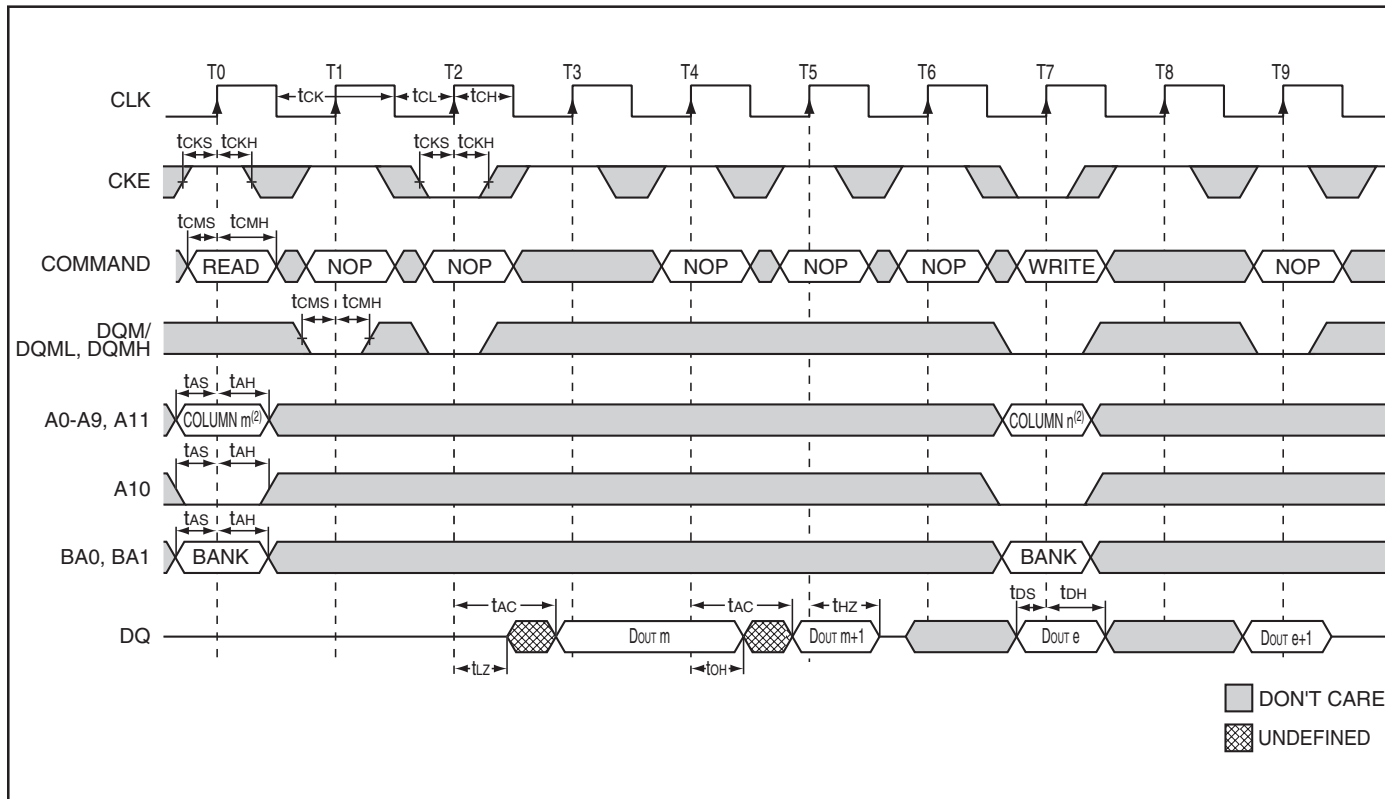 T0 T1 T2 T3 T4 T5 T6 T7 T8 T9
CLK
tCK tCL tCH
tCKS tCKH tCKS tCKH
CKE
tCMS tCMH
COMMAND READ NOP NOP NOP NOP NOP WRITE NOP
tCMS tCMH
DQM/
DQML, DQMH
tAS tAH
A0-A9, A11 COLUMN m(2) COLUMN n(2)
tAS tAH
A10
tAS tAH
BA0, BA1 BANK BANK
tAC tAC tHZ tDS tDH
DQ DOUT m DOUT m+1 DOUT e DOUT e+1
tLZ tOH
DON'T CARE
UNDEFINED